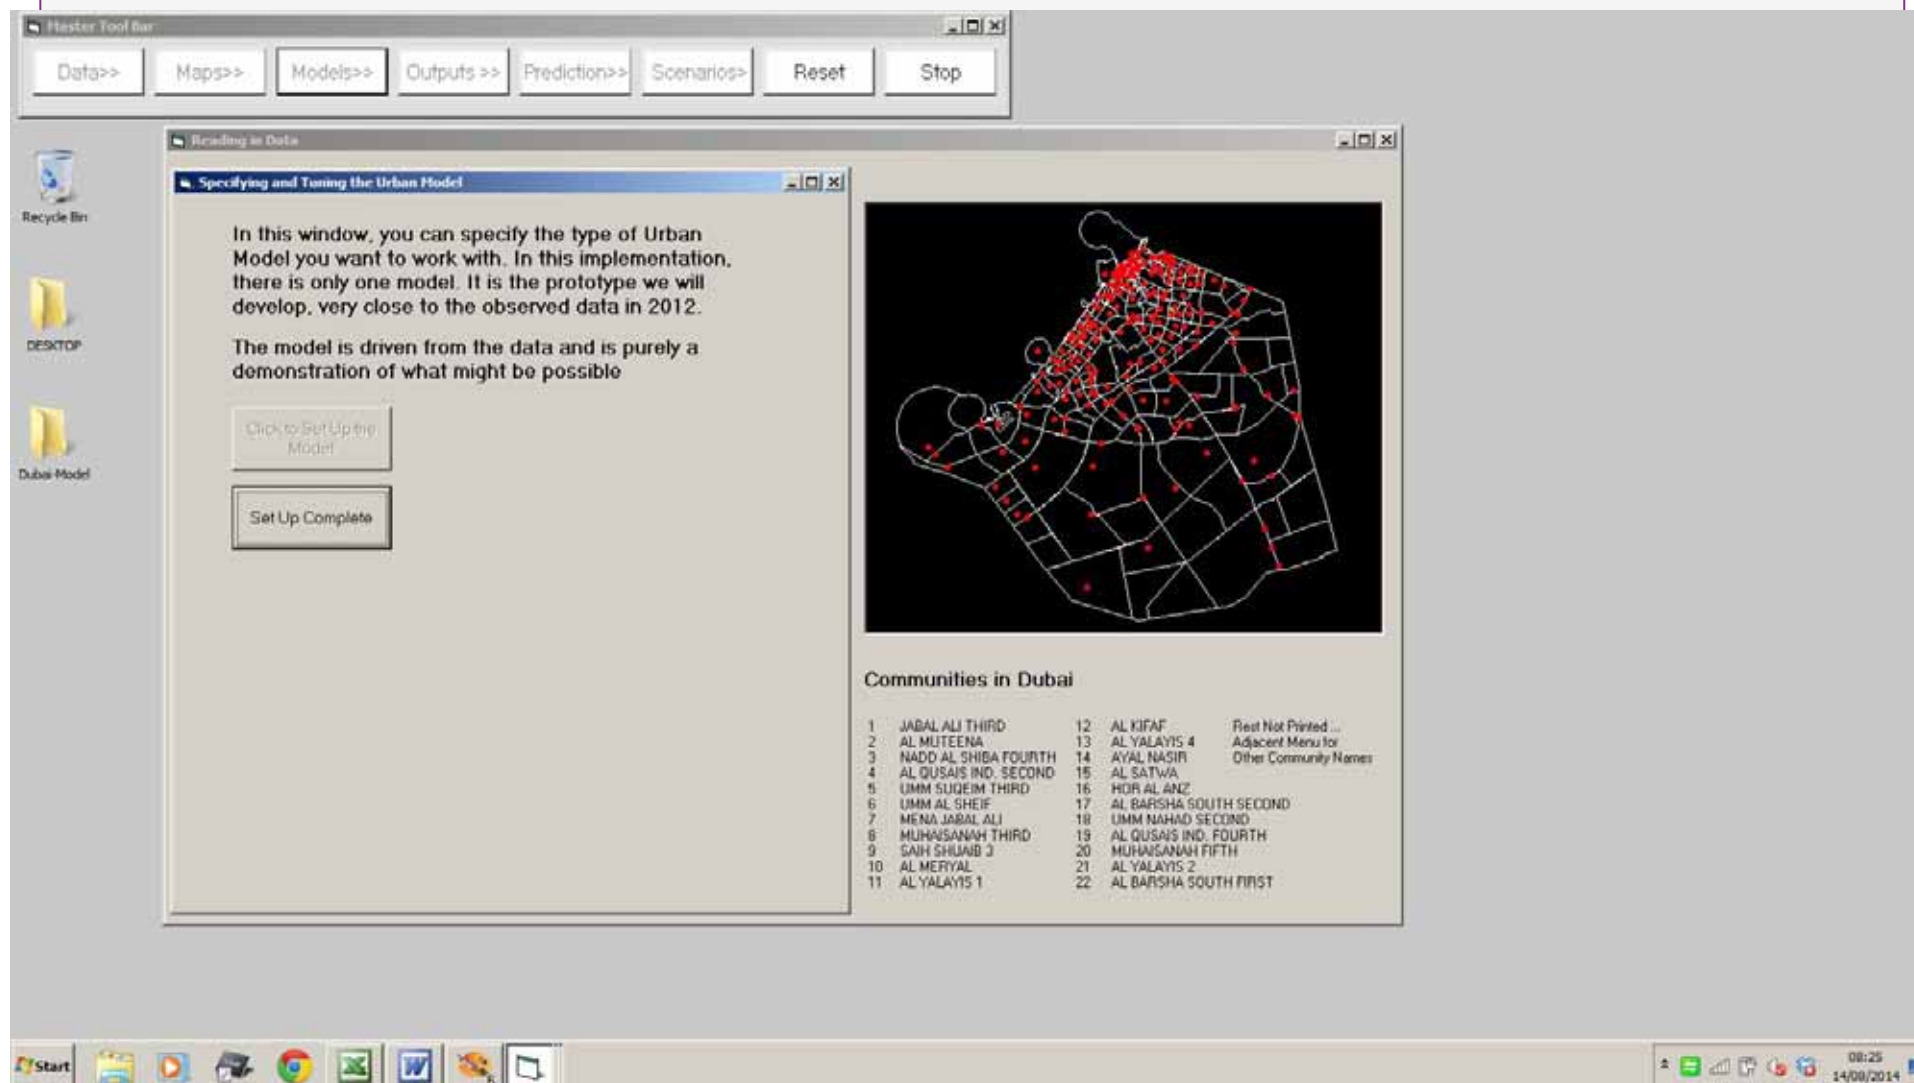 Master Tool Bar
Data>>
Maps>>
Models>>
Outputs >>
Prediction>>
Scenarios>
Reset
Stop
Reading in Data
Specifying and Tuning the Urban Model
Recycle Bin
DESKTOP
Dubai-Model
In this window, you can specify the type of Urban
Model you want to work with. In this implementation,
there is only one model. It is the prototype we will
develop, very close to the observed data in 2012.
The model is driven from the data and is purely a
demonstration of what might be possible
Click to Set Up the
Model
Set Up Complete
Communities in Dubai
1 JABAL ALI THIRD
2 AL MUTEENA
3 NADD AL SHIBA FOURTH
4 AL QUSAIS IND. SECOND
5 UMM SUQEIM THIRD
6 UMM AL SHEIF
7 MENA JABAL ALI
8 MUHAISANAH THIRD
9 SAIH SHUAIB 3
10 AL MERYAL
11 AL YALAYIS 1
12 AL KIFAF
13 AL YALAYIS 4
14 AYAL NASIR
15 AL SATWA
16 HOR AL ANZ
17 AL BARSHA SOUTH SECOND
18 UMM NAHAD SECOND
19 AL QUSAIS IND. FOURTH
20 MUHAISANAH FIFTH
21 AL YALAYIS 2
22 AL BARSHA SOUTH FIRST
Rest Not Printed ...
Adjacent Menu for
Other Community Names
Start
08:25
14/08/2014